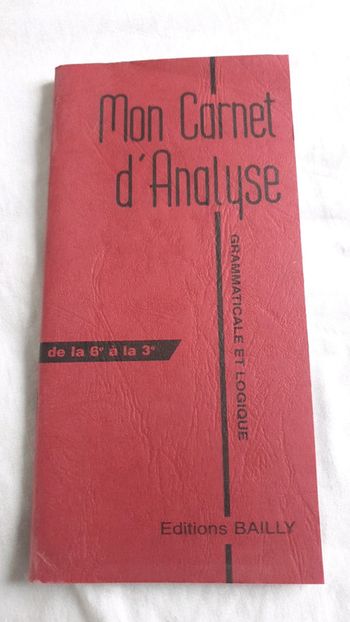 Mon Carnet
d'Analyse
GRAMMATICALE ET LOGIQUE
de la 6e à la 3e
Editions BAILLY